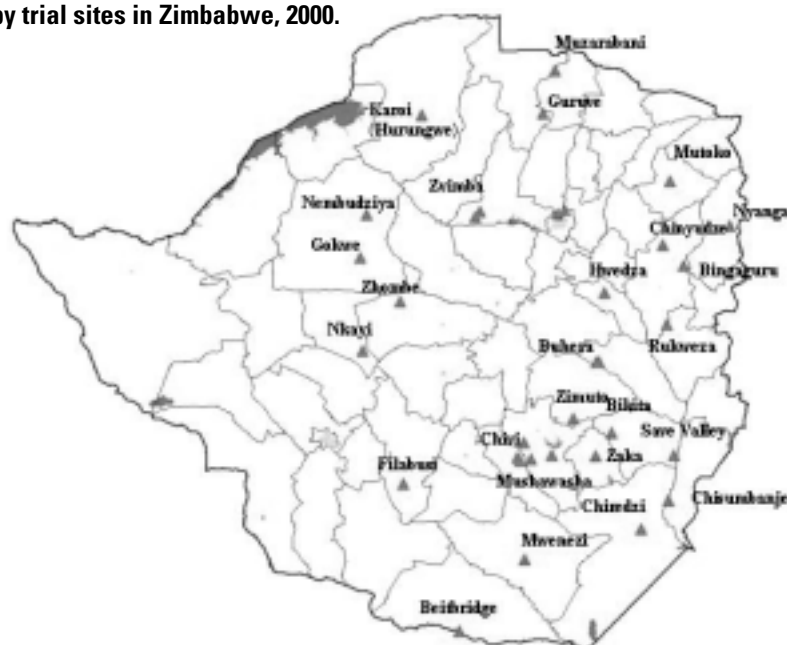 by trial sites in Zimbabwe, 2000.
Muzarabani
Guruve
Karoi
(Hurungwe)
Mutoko
Zvimba
Nembudziya
Nyanga
Chinyudze
Gokwe
Hwedza
Bingaguru
Zhombe
Nkayi
Rukweza
Buhera
Zimuto
Bikita
Save Valley
Chivi
Zaka
Filabusi
Mushawasha
Chiredzi
Chisumbanje
Mwenezi
Beitbridge